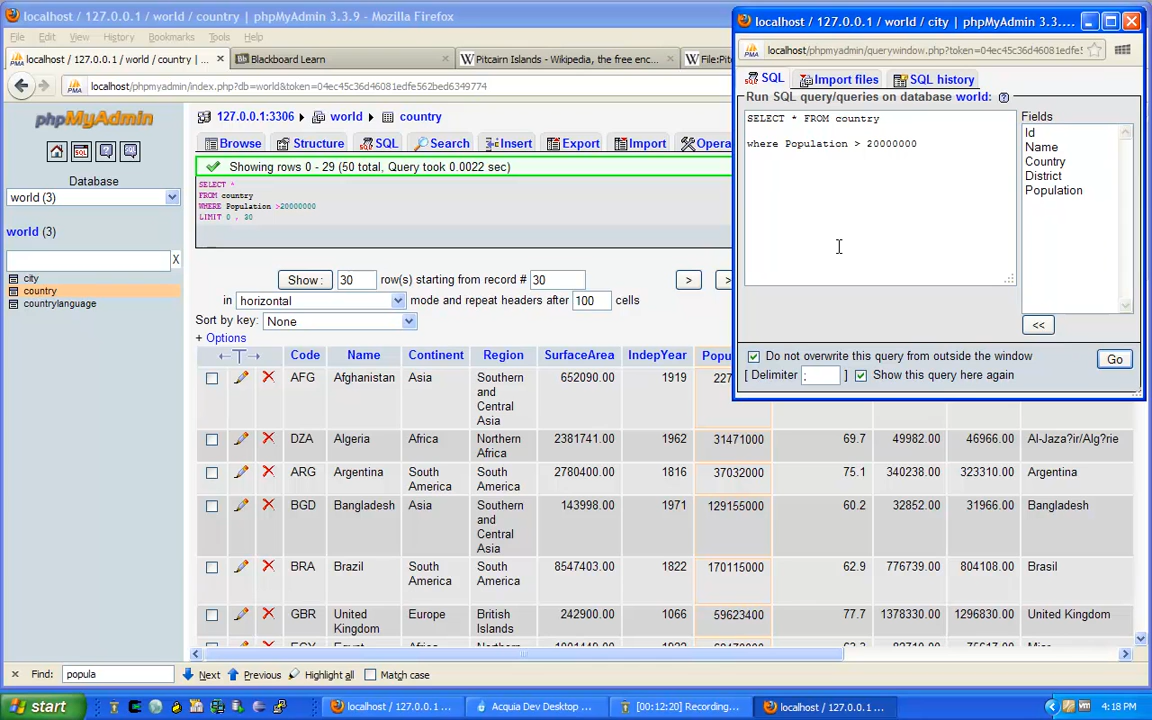 localhost / 127.0.0.1 / world / country | phpMyAdmin 3.3.9 - Mozilla Firefox
File Edit View History Bookmarks Tools Help
localhost / 127.0.0.1 / world / country | ...
Blackboard Learn
Pitcairn Islands - Wikipedia, the free enc...
File:Pit
localhost/phpmyadmin/index.php?db=world&token=04ec45c36d46081edfe562bed6349774
phpMyAdmin
SQL
Database
world (3)
world (3)
X
city
country
countrylanguage
127.0.0.1:3306 world country
Browse Structure SQL Search Insert Export Import Opera
Showing rows 0 - 29 (50 total, Query took 0.0022 sec)
SELECT *
FROM country
WHERE Population >20000000
LIMIT 0 , 30
Show : 30 row(s) starting from record # 30 > >
in horizontal mode and repeat headers after 100 cells
Sort by key: None
+ Options
←T→ Code Name Continent Region SurfaceArea IndepYear Popu
AFG Afghanistan Asia Southern and Central Asia 652090.00 1919 227
DZA Algeria Africa Northern Africa 2381741.00 1962 31471000 69.7 49982.00 46966.00 Al-Jaza?ir/Alg?rie
ARG Argentina South America South America 2780400.00 1816 37032000 75.1 340238.00 323310.00 Argentina
BGD Bangladesh Asia Southern and Central Asia 143998.00 1971 129155000 60.2 32852.00 31966.00 Bangladesh
BRA Brazil South America South America 8547403.00 1822 170115000 62.9 776739.00 804108.00 Brasil
GBR United Kingdom Europe British Islands 242900.00 1066 59623400 77.7 1378330.00 1296830.00 United Kingdom
localhost / 127.0.0.1 / world / city | phpMyAdmin 3.3....
localhost/phpmyadmin/querywindow.php?token=04ec45c36d46081edfe5
SQL Import files SQL history
Run SQL query/queries on database world:
SELECT * FROM country
where Population > 20000000
Fields
Id
Name
Country
District
Population
<<
Do not overwrite this query from outside the window
Go
[ Delimiter ; ] Show this query here again
Find: popula Next Previous Highlight all Match case
start
localhost / 127.0.0.1 ...
Acquia Dev Desktop ...
[00:12:20] Recording...
localhost / 127.0.0.1 ...
4:18 PM